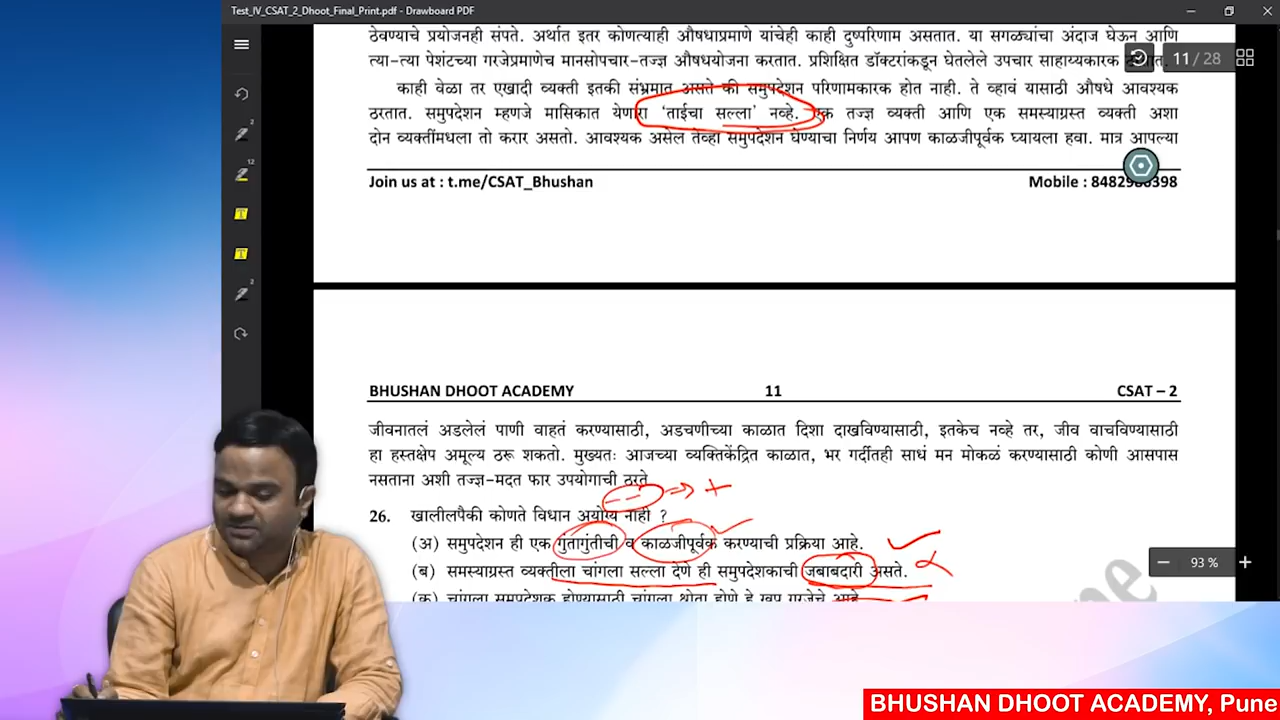 Test_IV_CSAT_2_Dhoot_Final_Print.pdf - Drawboard PDF
ठेवण्याचे प्रयोजनही संपते. अर्थात इतर कोणत्याही औषधाप्रमाणे यांचेही काही दुष्परिणाम असतात. या सगळ्यांचा अंदाज घेऊन आणि
त्या-त्या पेशंटच्या गरजेप्रमाणेच मानसोपचार-तज्ज्ञ औषधयोजना करतात. प्रशिक्षित डॉक्टरांकडून घेतलेले उपचार साहाय्यकारक
11 / 28
काही वेळा तर एखादी व्यक्ती इतकी संभ्रमात असते की समुपदेशन परिणामकारक होत नाही. ते व्हावं यासाठी औषधे आवश्यक
ठरतात. समुपदेशन म्हणजे मासिकात येणारा ‘ताईचा सल्ला’ नव्हे. एक तज्ज्ञ व्यक्ती आणि एक समस्याग्रस्त व्यक्ती अशा
दोन व्यक्तींमधला तो करार असतो. आवश्यक असेल तेव्हा समुपदेशन घेण्याचा निर्णय आपण काळजीपूर्वक घ्यायला हवा. मात्र आपल्या
Join us at : t.me/CSAT_Bhushan Mobile :
BHUSHAN DHOOT ACADEMY 11 CSAT – 2
जीवनातलं अडलेलं पाणी वाहतं करण्यासाठी, अडचणीच्या काळात दिशा दाखविण्यासाठी, इतकेच नव्हे तर, जीव वाचविण्यासाठी
हा हस्तक्षेप अमूल्य ठरू शकतो. मुख्यतः आजच्या व्यक्तिकेंद्रित काळात, भर गर्दीतही साधं मन मोकळं करण्यासाठी कोणी आसपास
नसताना अशी तज्ज्ञ-मदत फार उपयोगाची ठरते
26. खालीलपैकी कोणते विधान अयोग्य नाही ?
(अ) समुपदेशन ही एक गुंतागुंतीची व काळजीपूर्वक करण्याची प्रक्रिया आहे.
(ब) समस्याग्रस्त व्यक्तीला चांगला सल्ला देणे ही समुपदेशकाची जबाबदारी असते.
(क) चांगला समुपदेशक होण्यासाठी चांगला श्रोता होणे हे खूप गरजेचे आहे
93 %
BHUSHAN DHOOT ACADEMY, Pune